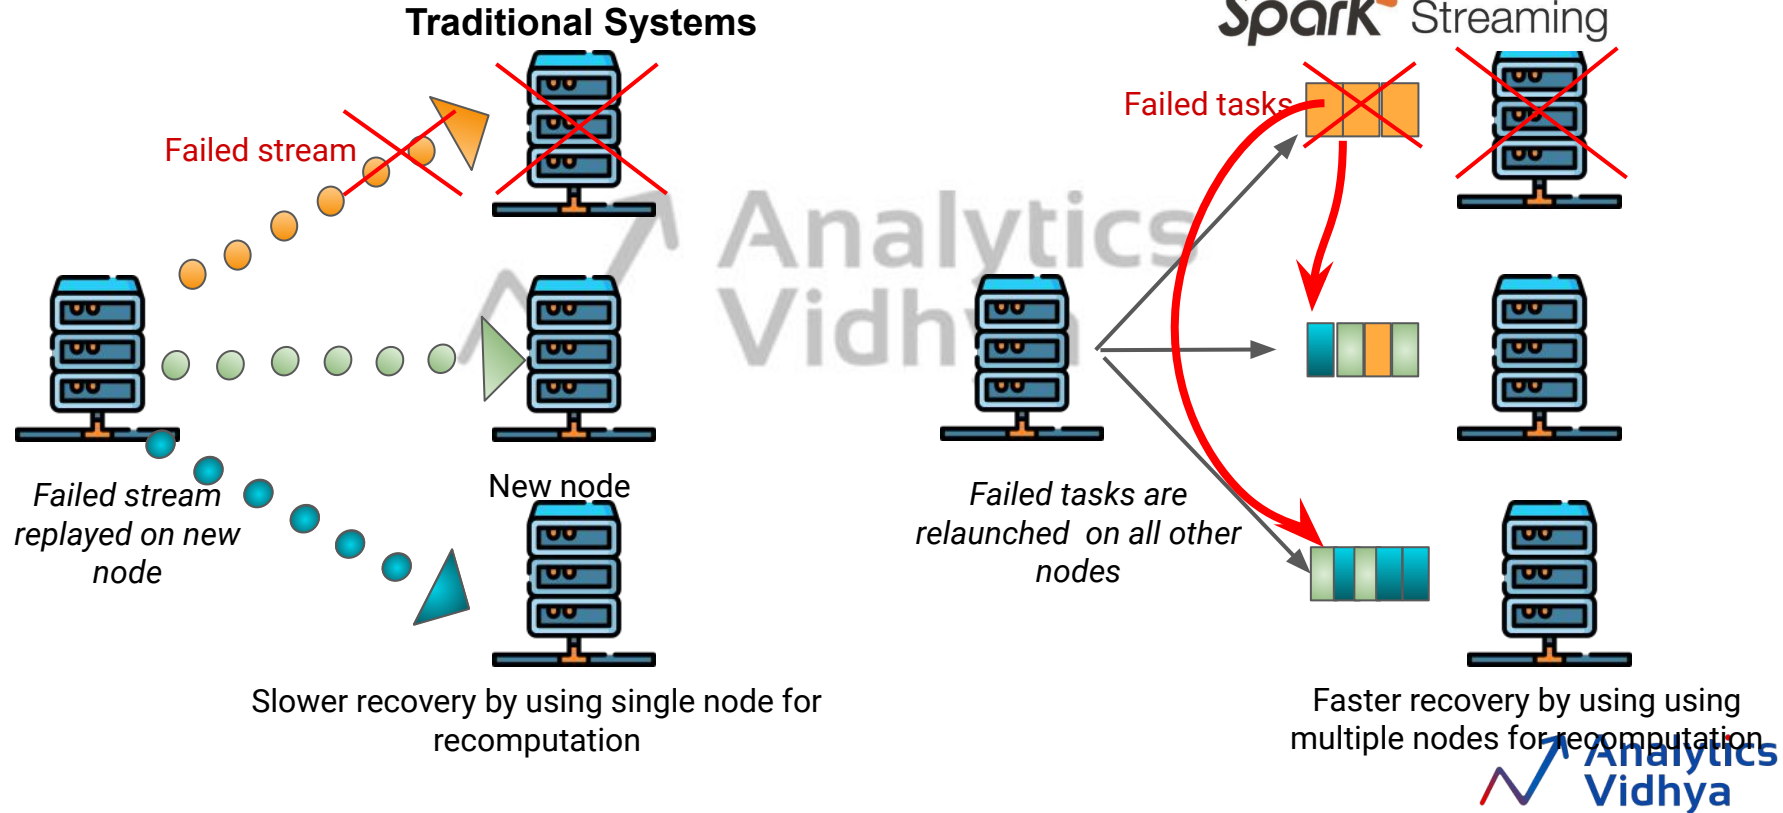 Traditional Systems
Spark Streaming
Failed tasks
Failed stream
Analytics
Vidhya
New node
Failed stream
replayed on new
node
Failed tasks are
relaunched on all other
nodes
Slower recovery by using single node for
recomputation
Faster recovery by using using
multiple nodes for recomputation
Analytics
Vidhya